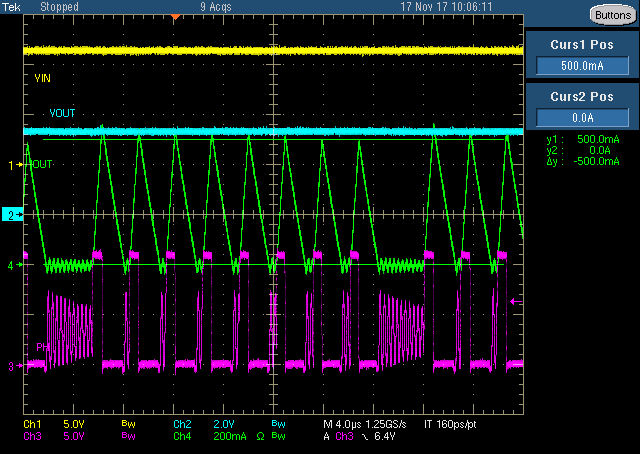 Tek Stopped 9 Acqs 17 Nov 17 10:06:11
Buttons
Curs1 Pos
500.0mA
Curs2 Pos
0.0A
y1: 500.0mA
y2: 0.0A
Δy: -500.0mA
VIN
VOUT
1 IOUT
2
4
PH
3
Ch1 5.0V Bw Ch2 2.0V Bw M 4.0µs 1.25GS/s IT 160ps/pt
Ch3 5.0V Bw Ch4 200mA Ω Bw A Ch3 ∖ 6.4V